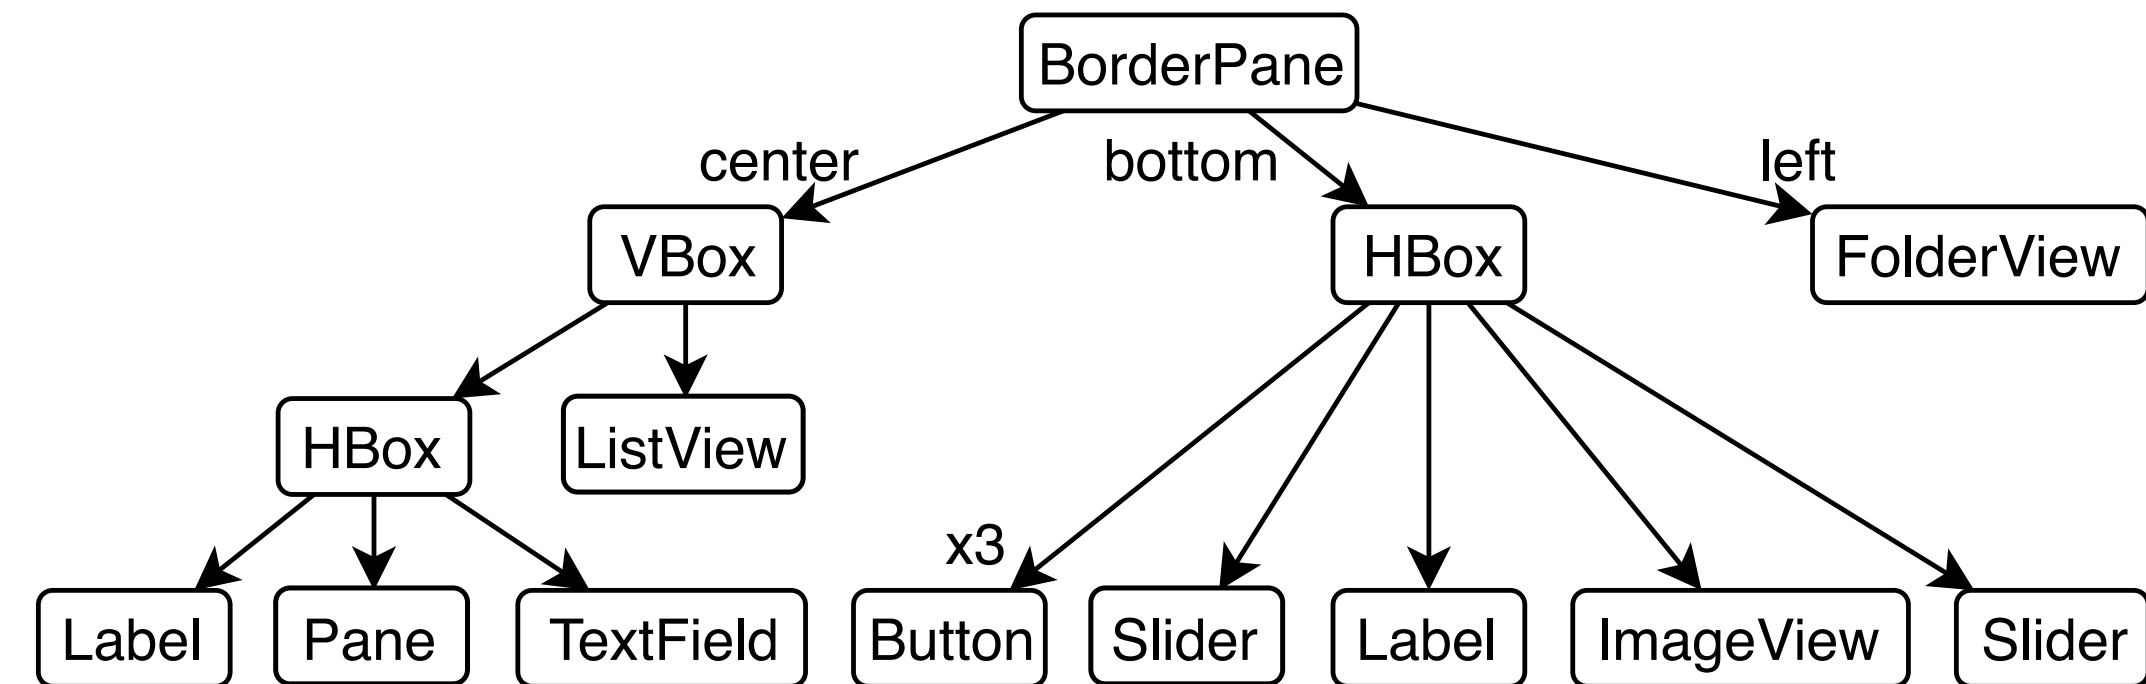 BorderPane
center
bottom
left
VBox
HBox
FolderView
HBox
ListView
x3
Label
Pane
TextField
Button
Slider
Label
ImageView
Slider